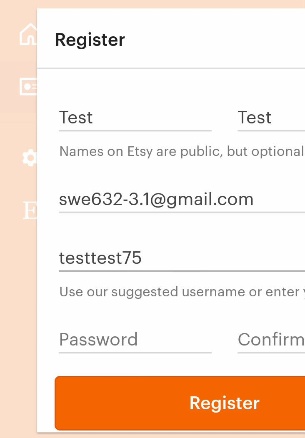 Register
Test Test
Names on Etsy are public, but optional
swe632-3.1@gmail.com
testtest75
Use our suggested username or enter
Password Confirm
E
Register